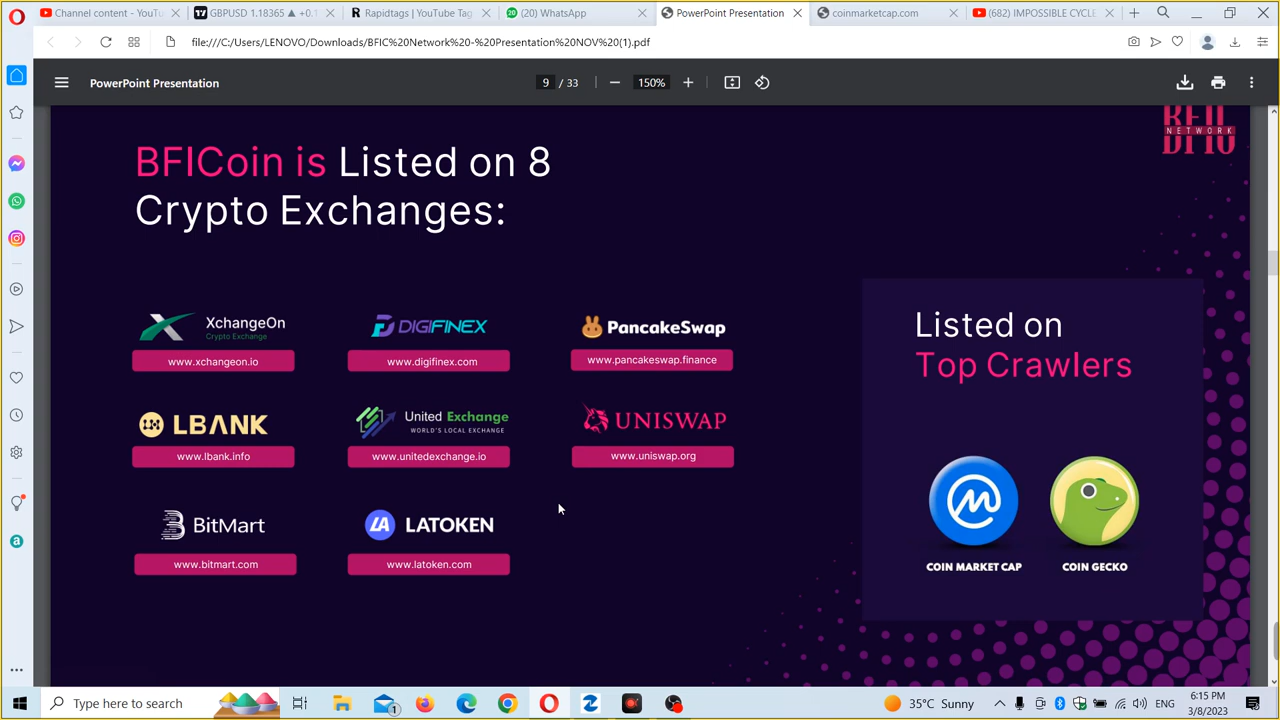 Channel content - YouTu
GBPUSD 1.18365 ▲ +0.1
Rapidtags | YouTube Tag
(20) WhatsApp
PowerPoint Presentation
coinmarketcap.com
(682) IMPOSSIBLE CYCLE
file:///C:/Users/LENOVO/Downloads/BFIC%20Network%20-%20Presentation%20NOV%20(1).pdf
PowerPoint Presentation
9 / 33
150%
BFIC
NETWORK
BFICoin is Listed on 8
Crypto Exchanges:
XchangeOn
Crypto Exchange
www.xchangeon.io
DIGIFINEX
www.digifinex.com
PancakeSwap
www.pancakeswap.finance
LBANK
www.lbank.info
United Exchange
WORLD'S LOCAL EXCHANGE
www.unitedexchange.io
UNISWAP
www.uniswap.org
BitMart
www.bitmart.com
LA LATOKEN
www.latoken.com
Listed on
Top Crawlers
COIN MARKET CAP
COIN GECKO
Type here to search
35°C Sunny
ENG
6:15 PM
3/8/2023